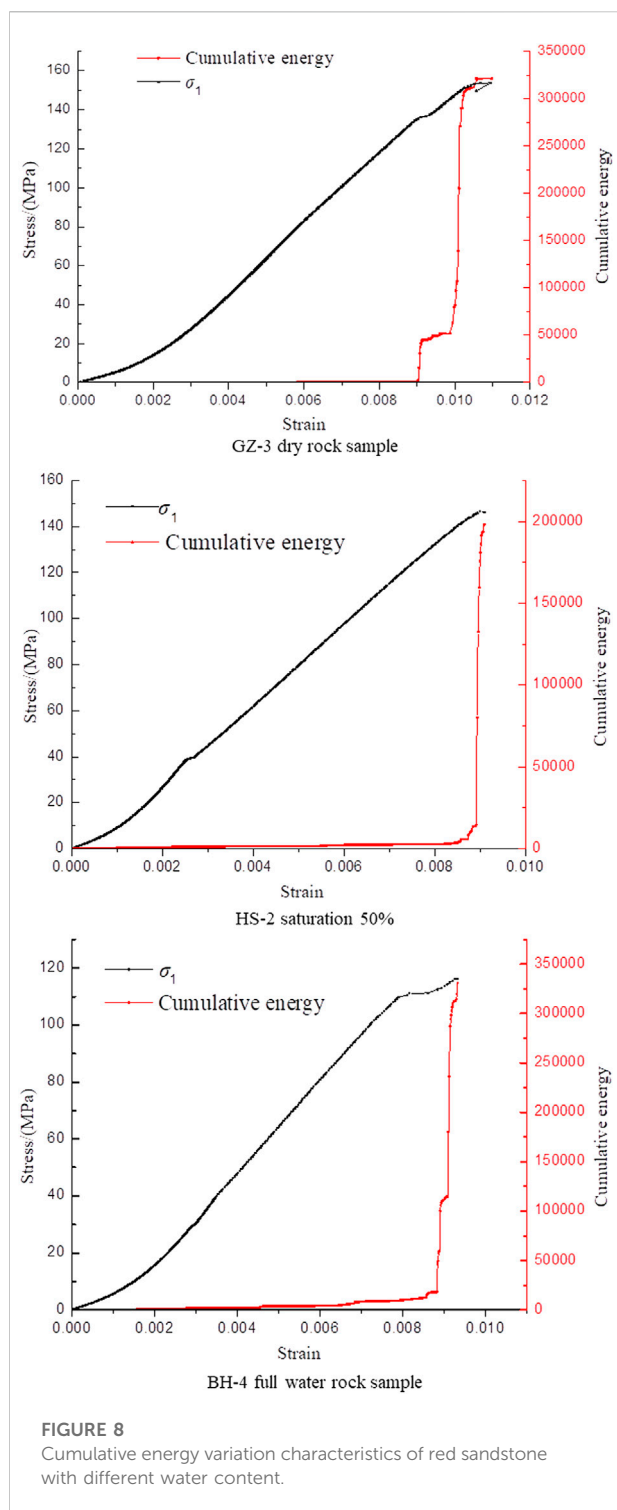 Cumulative energy
σ1
Stress/(MPa)
160
140
120
100
80
60
40
20
0
350000
300000
250000
200000
150000
100000
50000
0
Cumulative energy
0.000 0.002 0.004 0.006 0.008 0.010 0.012
Strain
GZ-3 dry rock sample
σ1
Cumulative energy
Stress/(MPa)
160
140
120
100
80
60
40
20
0
200000
150000
100000
50000
0
Cumulative energy
0.000 0.002 0.004 0.006 0.008 0.010
Strain
HS-2 saturation 50%
σ1
Cumulative energy
Stress/(MPa)
120
100
80
60
40
20
0
350000
300000
250000
200000
150000
100000
50000
0
Cumulative energy
0.000 0.002 0.004 0.006 0.008 0.010
Strain
BH-4 full water rock sample
FIGURE 8
Cumulative energy variation characteristics of red sandstone
with different water content.